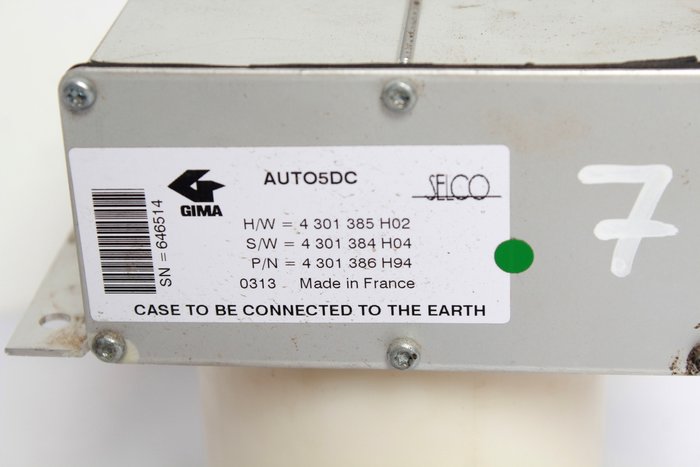 GIMA
AUTO5DC
SELCO
SN = 646514
H/W = 4 301 385 H02
S/W = 4 301 384 H04
P/N = 4 301 386 H94
0313 Made in France
CASE TO BE CONNECTED TO THE EARTH
7